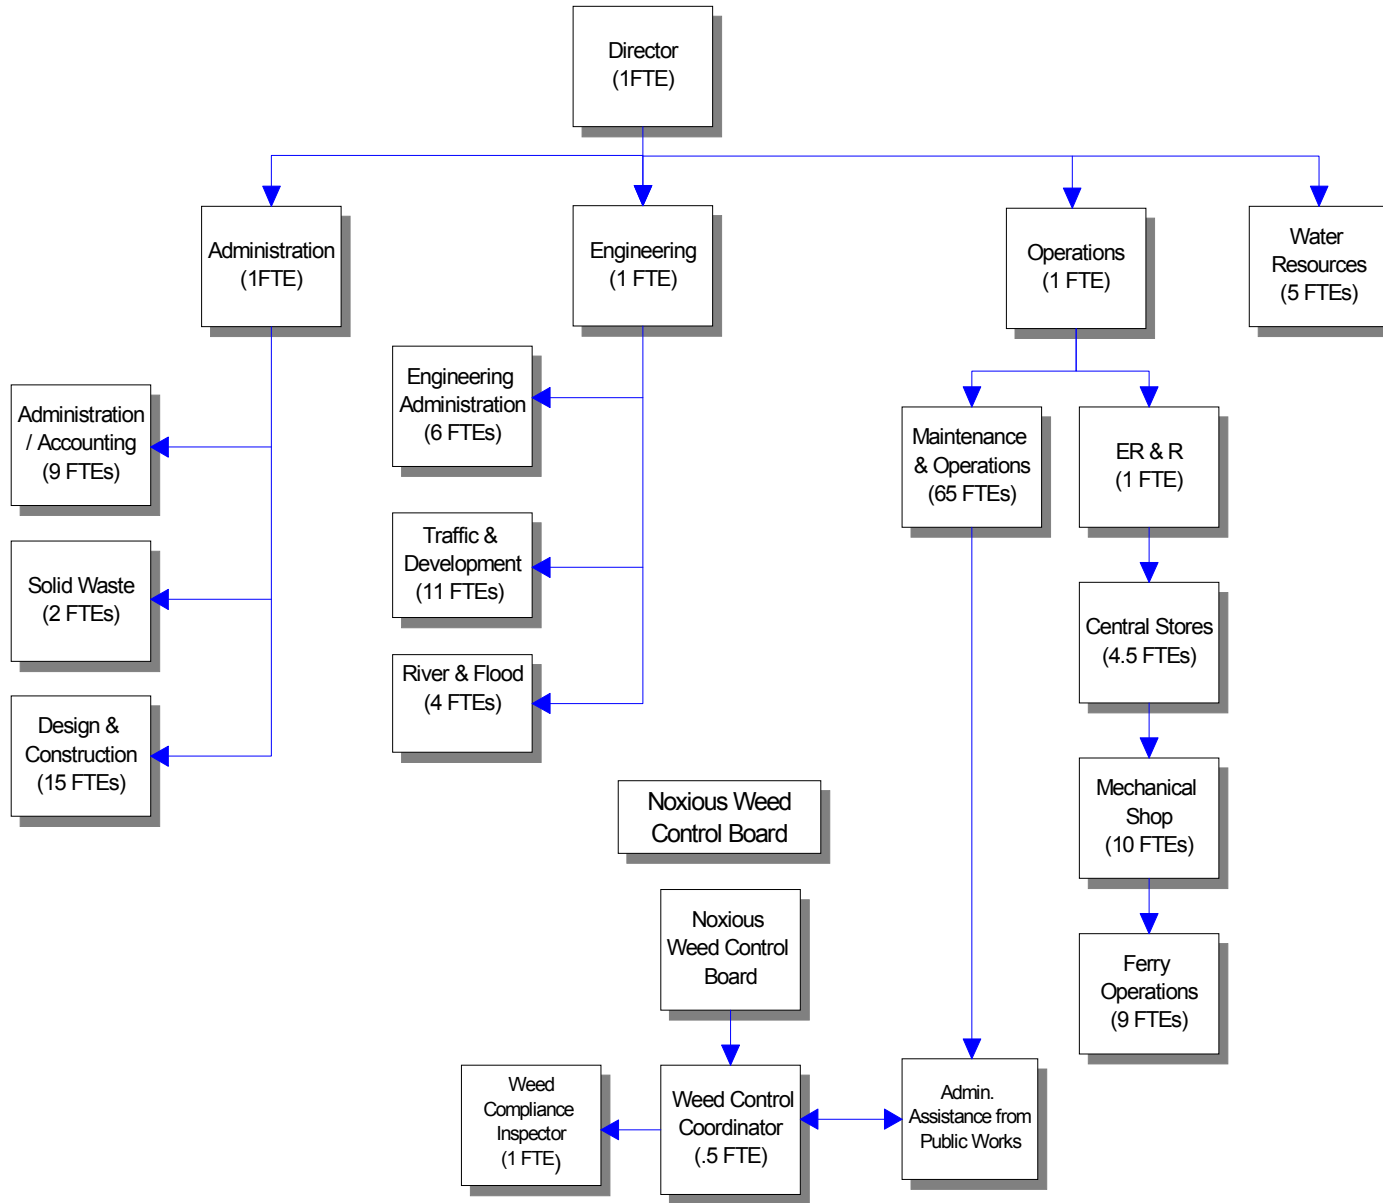 Director
(1FTE)
Administration
(1FTE)
Engineering
(1 FTE)
Operations
(1 FTE)
Water
Resources
(5 FTEs)
Administration
/ Accounting
(9 FTEs)
Solid Waste
(2 FTEs)
Design &
Construction
(15 FTEs)
Engineering
Administration
(6 FTEs)
Traffic &
Development
(11 FTEs)
River & Flood
(4 FTEs)
Maintenance
& Operations
(65 FTEs)
ER & R
(1 FTE)
Central Stores
(4.5 FTEs)
Mechanical
Shop
(10 FTEs)
Ferry
Operations
(9 FTEs)
Noxious Weed
Control Board
Noxious
Weed Control
Board
Weed
Compliance
Inspector
(1 FTE)
Weed Control
Coordinator
(.5 FTE)
Admin.
Assistance from
Public Works